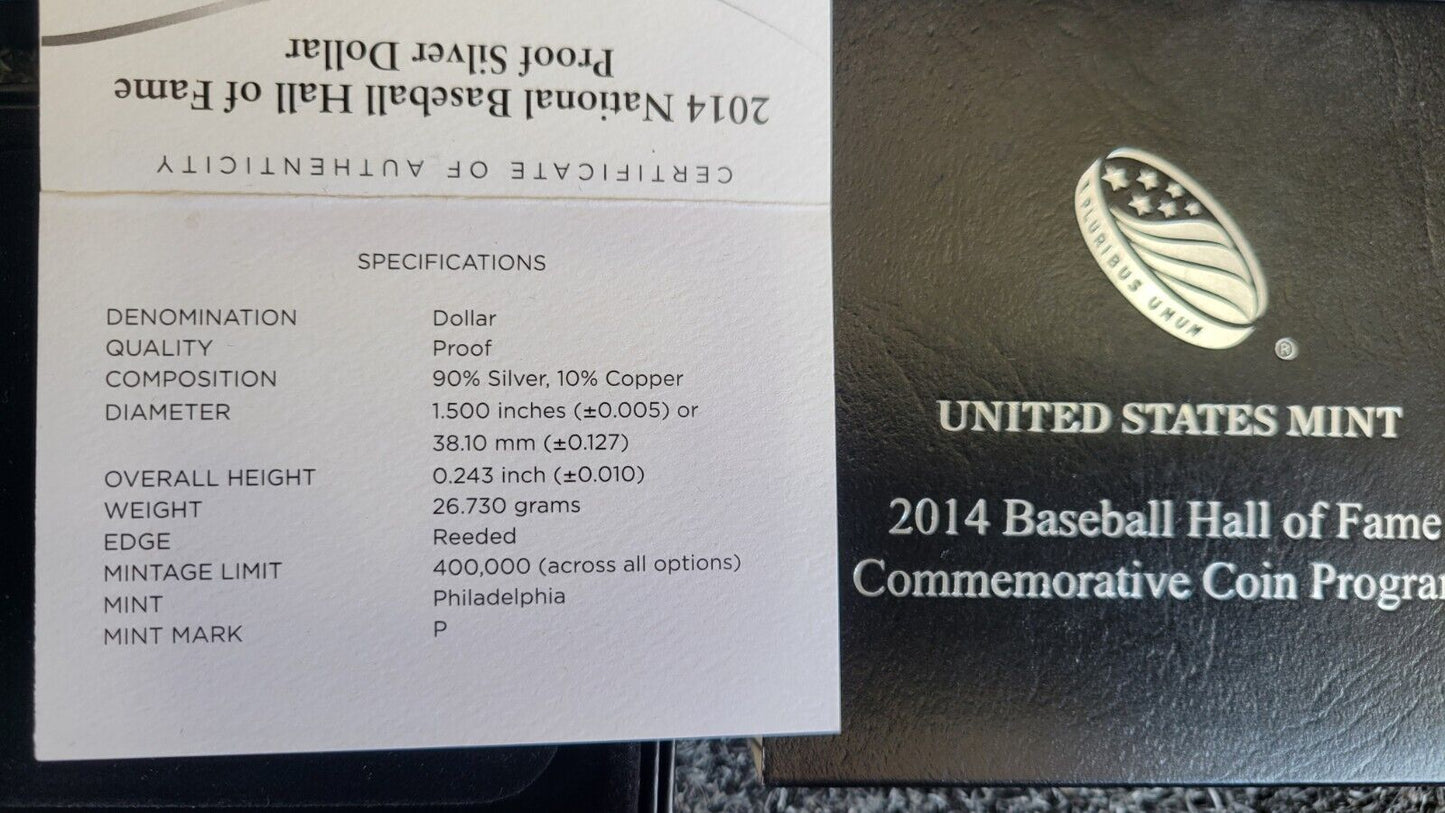 CERTIFICATE OF AUTHENTICITY
2014 National Baseball Hall of Fame
Proof Silver Dollar
SPECIFICATIONS
DENOMINATION Dollar
QUALITY Proof
COMPOSITION 90% Silver, 10% Copper
DIAMETER 1.500 inches (±0.005) or
38.10 mm (±0.127)
OVERALL HEIGHT 0.243 inch (±0.010)
WEIGHT 26.730 grams
EDGE Reeded
MINTAGE LIMIT 400,000 (across all options)
MINT Philadelphia
MINT MARK P
PLURIBUS UNUM
®
UNITED STATES MINT
2014 Baseball Hall of Fame
Commemorative Coin Progra